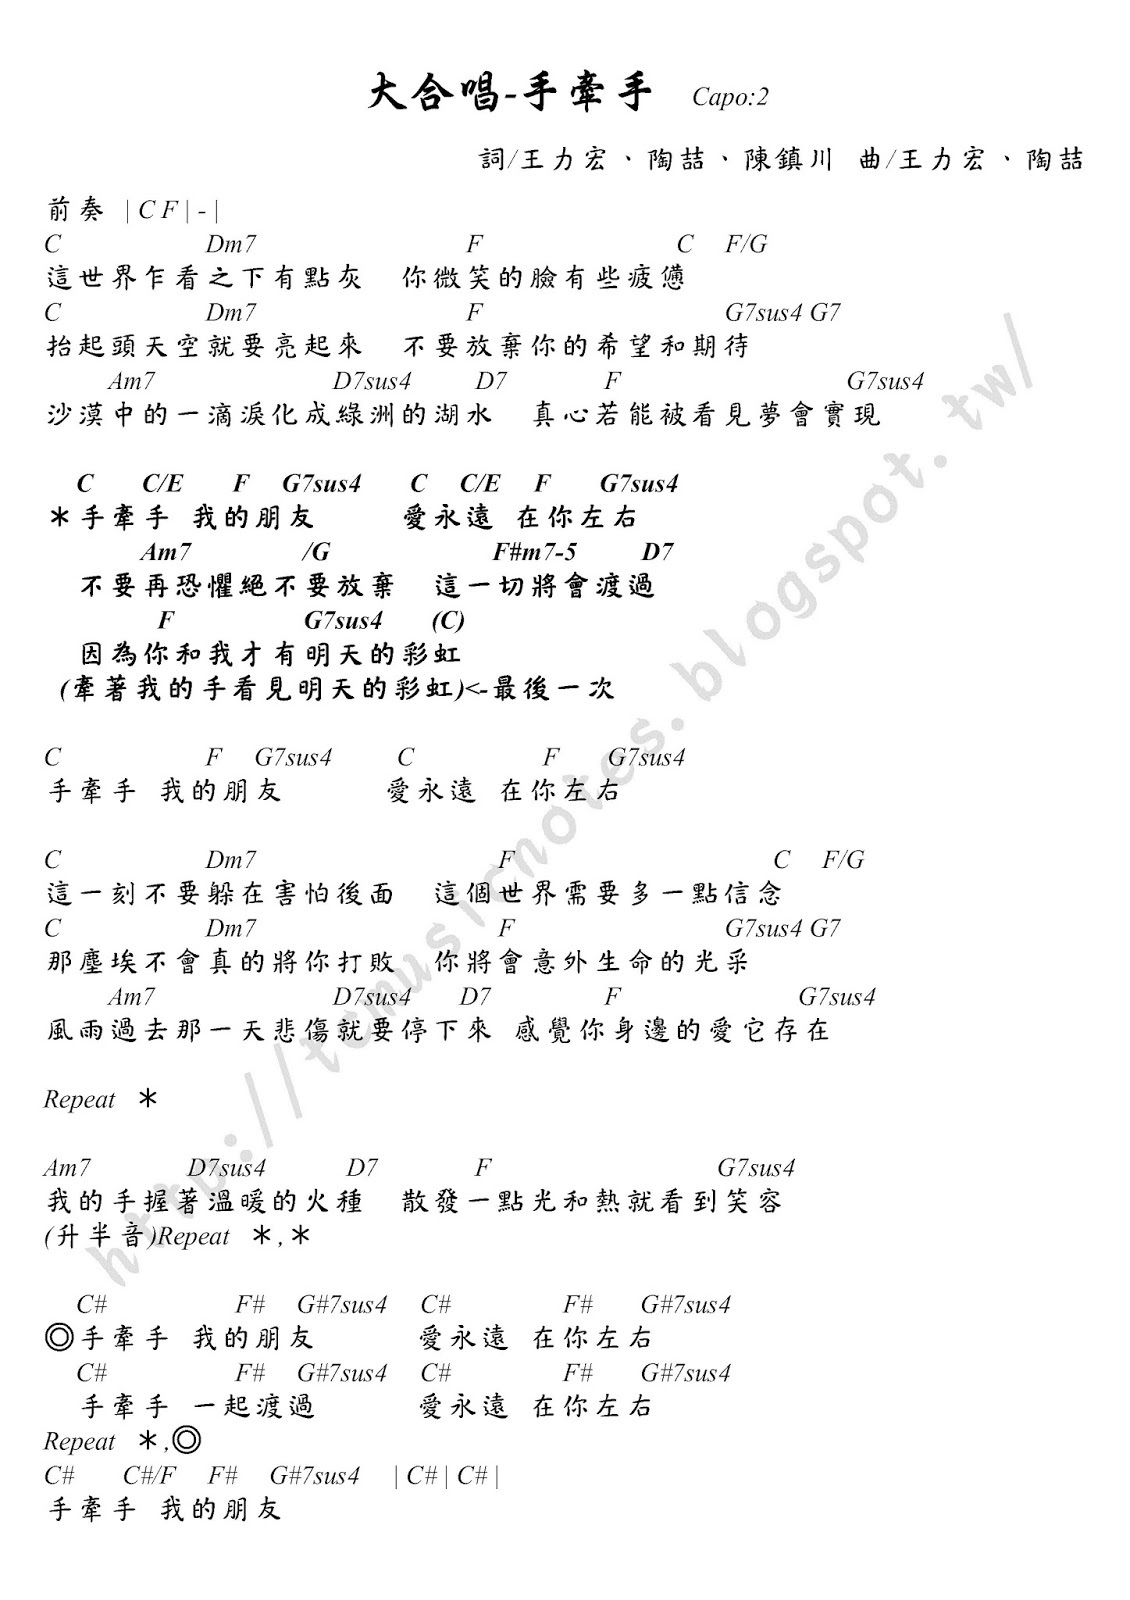 大合唱-手牽手 Capo:2
詞/王力宏、陶喆、陳鎮川 曲/王力宏、陶喆
前奏 | C F | - |
C Dm7 F C F/G
這世界乍看之下有點灰 你微笑的臉有些疲憊
C Dm7 F G7sus4 G7
抬起頭天空就要亮起來 不要放棄你的希望和期待
Am7 D7sus4 D7 F G7sus4
沙漠中的一滴淚化成綠洲的湖水 真心若能被看見夢會實現
C C/E F G7sus4 C C/E F G7sus4
＊手牽手 我的朋友 愛永遠 在你左右
Am7 /G F#m7-5 D7
不要再恐懼絕不要放棄 這一切將會渡過
F G7sus4 (C)
因為你和我才有明天的彩虹
(牽著我的手看見明天的彩虹)<-最後一次
C F G7sus4 C F G7sus4
手牽手 我的朋友 愛永遠 在你左右
C Dm7 F C F/G
這一刻不要躲在害怕後面 這個世界需要多一點信念
C Dm7 F G7sus4 G7
那塵埃不會真的將你打敗 你將會意外生命的光采
Am7 D7sus4 D7 F G7sus4
風雨過去那一天悲傷就要停下來 感覺你身邊的愛它存在
Repeat ＊
Am7 D7sus4 D7 F G7sus4
我的手握著溫暖的火種 散發一點光和熱就看到笑容
(升半音)Repeat ＊,＊
C# F# G#7sus4 C# F# G#7sus4
◎手牽手 我的朋友 愛永遠 在你左右
C# F# G#7sus4 C# F# G#7sus4
手牽手 一起渡過 愛永遠 在你左右
Repeat ＊,◎
C# C#/F F# G#7sus4 | C# | C# |
手牽手 我的朋友
http://tcmusicnotes.blogspot.tw/